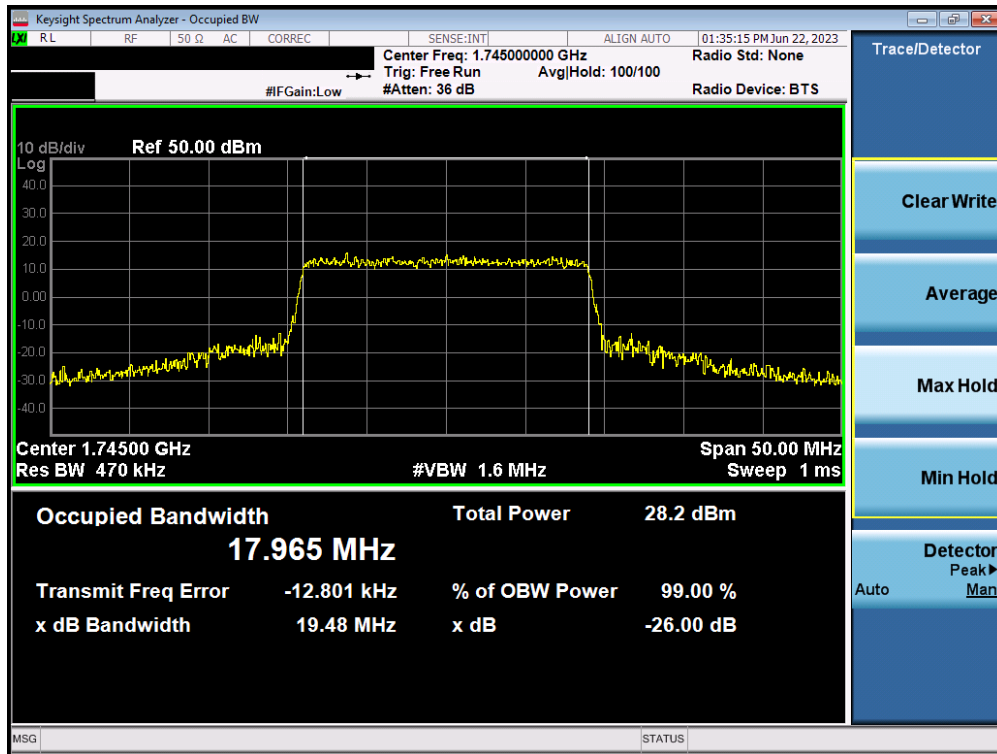 Keysight Spectrum Analyzer - Occupied BW
LXI RL RF 50 Ω AC CORREC SENSE:INT ALIGN AUTO 01:35:15 PM Jun 22, 2023
Center Freq: 1.745000000 GHz Radio Std: None
Trig: Free Run Avg|Hold: 100/100
#IFGain:Low #Atten: 36 dB Radio Device: BTS
10 dB/div Ref 50.00 dBm
Log
40.0
30.0
20.0
10.0
0.00
-10.0
-20.0
-30.0
-40.0
Center 1.74500 GHz Span 50.00 MHz
Res BW 470 kHz #VBW 1.6 MHz Sweep 1 ms
Occupied Bandwidth Total Power 28.2 dBm
17.965 MHz
Transmit Freq Error -12.801 kHz % of OBW Power 99.00 %
x dB Bandwidth 19.48 MHz x dB -26.00 dB
MSG STATUS
Trace/Detector
Clear Write
Average
Max Hold
Min Hold
Detector
Peak▶
Auto Man